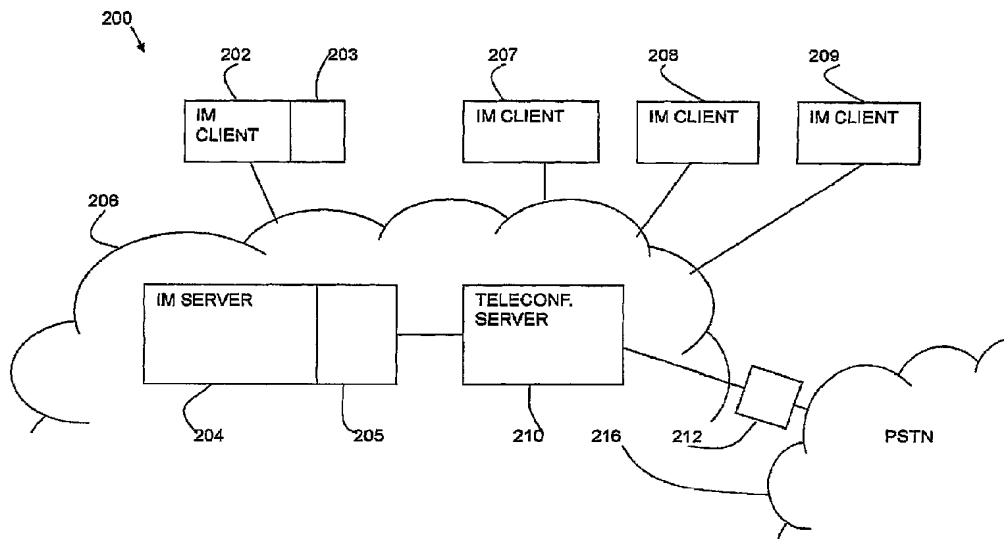 200
202
203
207
208
209
IM
CLIENT
IM CLIENT
IM CLIENT
IM CLIENT
206
IM SERVER
TELECONF.
SERVER
204
205
210
216
212
PSTN